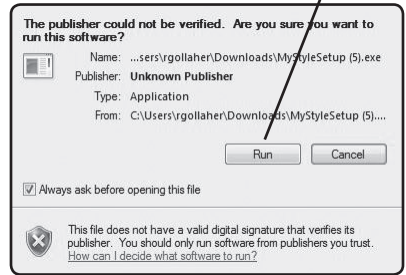 The publisher could not be verified. Are you sure you want to
run this software?
Name: ...sers\rgollaher\Downloads\MyStyleSetup (5).exe
Publisher: Unknown Publisher
Type: Application
From: C:\Users\rgollaher\Downloads\MyStyleSetup (5)....
Run Cancel
Always ask before opening this file
This file does not have a valid digital signature that verifies its
publisher. You should only run software from publishers you trust.
How can I decide what software to run?